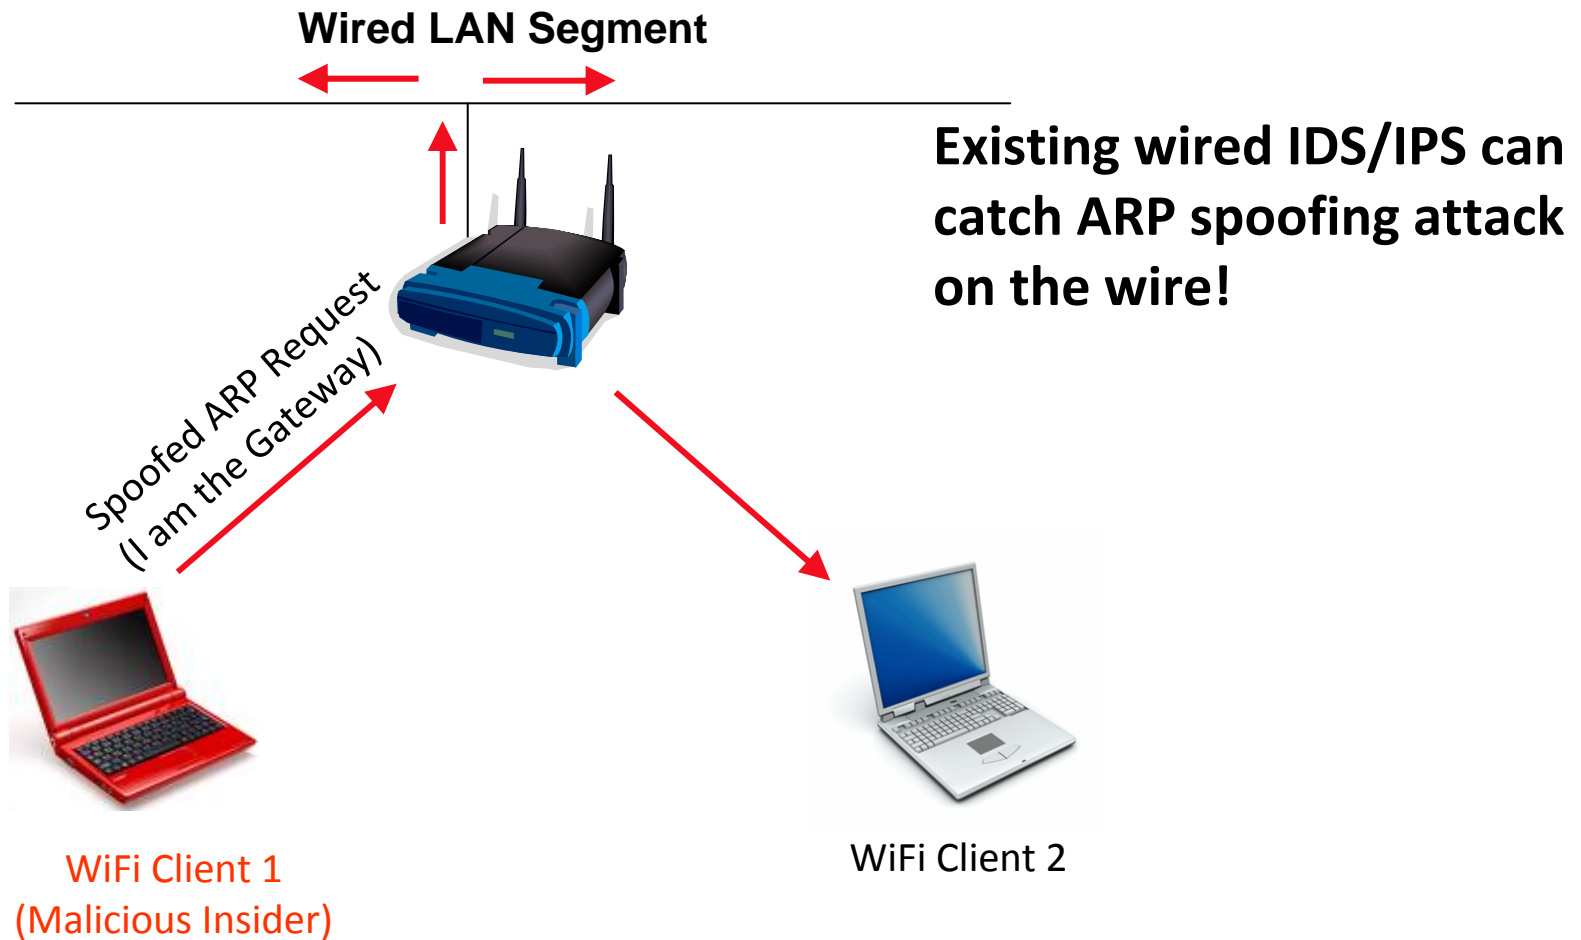 Wired LAN Segment
Existing wired IDS/IPS can
catch ARP spoofing attack
on the wire!
Spoofed ARP Request
(I am the Gateway)
WiFi Client 1
(Malicious Insider)
WiFi Client 2